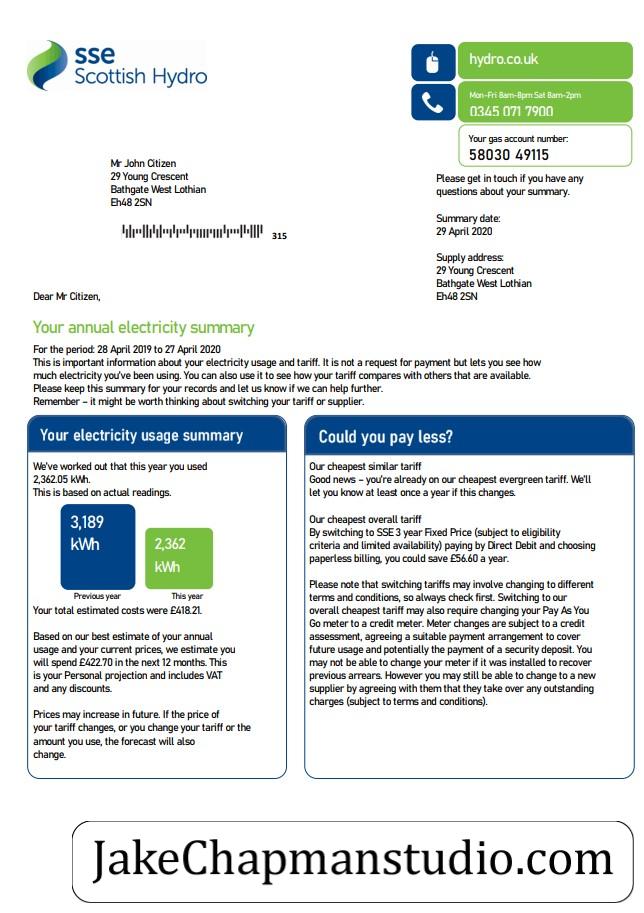 sse
Scottish Hydro
hydro.co.uk
Mon-Fri 8am-8pm Sat 8am-2pm
0345 071 7900
Your gas account number:
58030 49115
Mr John Citizen
29 Young Crescent
Bathgate West Lothian
Eh48 2SN
315
Please get in touch if you have any
questions about your summary.
Summary date:
29 April 2020
Supply address:
29 Young Crescent
Bathgate West Lothian
Eh48 2SN
Dear Mr Citizen,
Your annual electricity summary
For the period: 28 April 2019 to 27 April 2020
This is important information about your electricity usage and tariff. It is not a request for payment but lets you see how
much electricity you've been using. You can also use it to see how your tariff compares with others that are available.
Please keep this summary for your records and let us know if we can help further.
Remember – it might be worth thinking about switching your tariff or supplier.
Your electricity usage summary
We've worked out that this year you used
2,362.05 kWh.
This is based on actual readings.
3,189
kWh
2,362
kWh
Previous year
This year
Your total estimated costs were £418.21.
Based on our best estimate of your annual
usage and your current prices, we estimate you
will spend £422.70 in the next 12 months. This
is your Personal projection and includes VAT
and any discounts.
Prices may increase in future. If the price of
your tariff changes, or you change your tariff or the
amount you use, the forecast will also
change.
Could you pay less?
Our cheapest similar tariff
Good news – you're already on our cheapest evergreen tariff. We'll
let you know at least once a year if this changes.
Our cheapest overall tariff
By switching to SSE 3 year Fixed Price (subject to eligibility
criteria and limited availability) paying by Direct Debit and choosing
paperless billing, you could save £56.60 a year.
Please note that switching tariffs may involve changing to different
terms and conditions, so always check first. Switching to our
overall cheapest tariff may also require changing your Pay As You
Go meter to a credit meter. Meter changes are subject to a credit
assessment, agreeing a suitable payment arrangement to cover
future usage and potentially the payment of a security deposit. You
may not be able to change your meter if it was installed to recover
previous arrears. However you may still be able to change to a new
supplier by agreeing with them that they take over any outstanding
charges (subject to terms and conditions).
JakeChapmanstudio.com